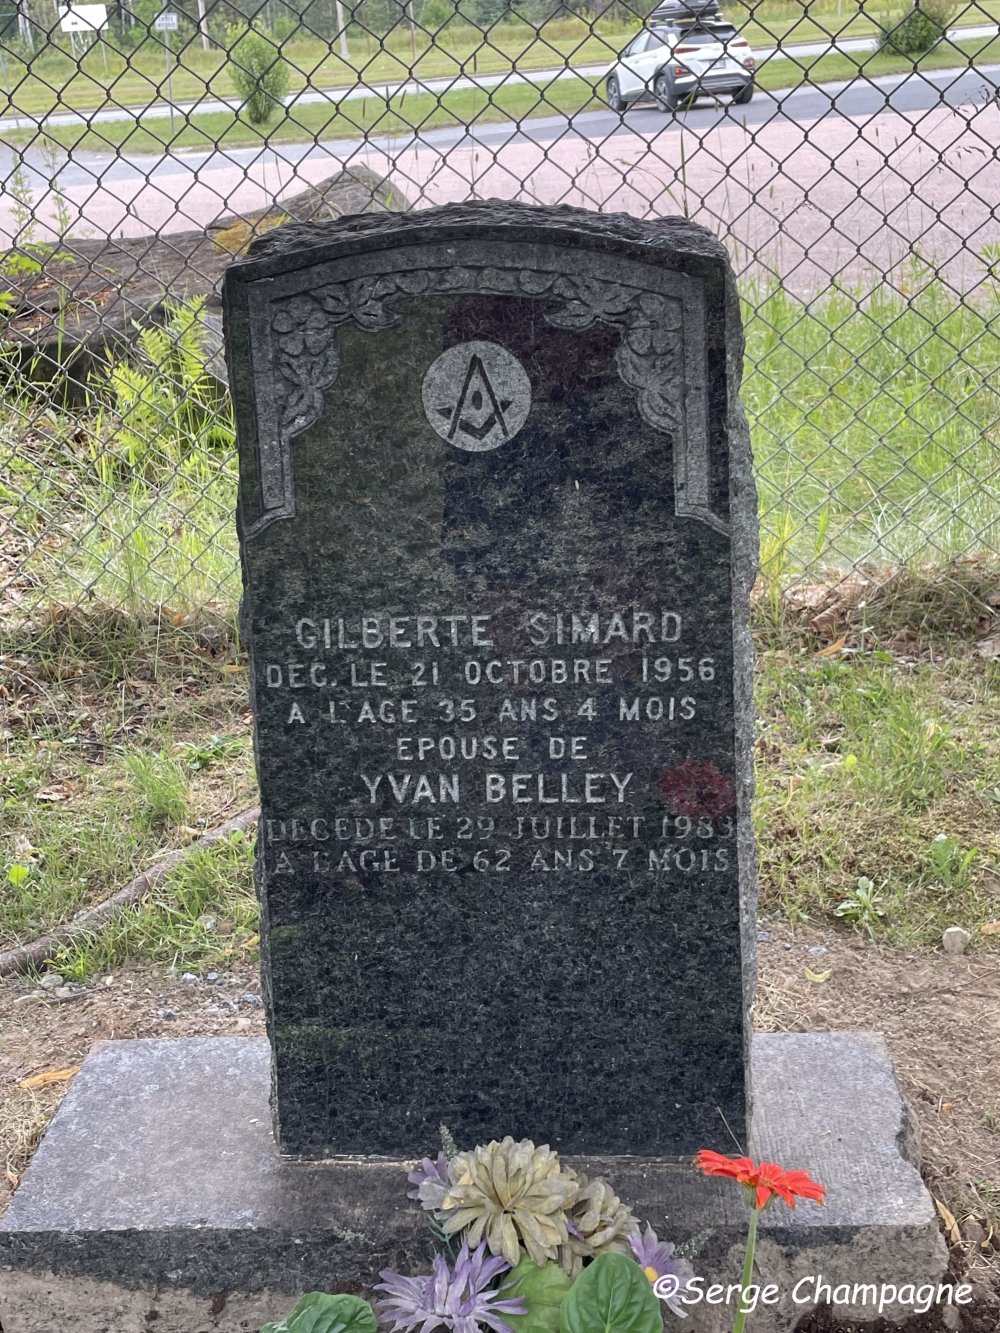 GILBERTE SIMARD
DEC. LE 21 OCTOBRE 1956
A L'AGE 35 ANS 4 MOIS
EPOUSE DE
YVAN BELLEY
DECEDE LE 29 JUILLET 1983
A L'AGE DE 62 ANS 7 MOIS
©Serge Champagne